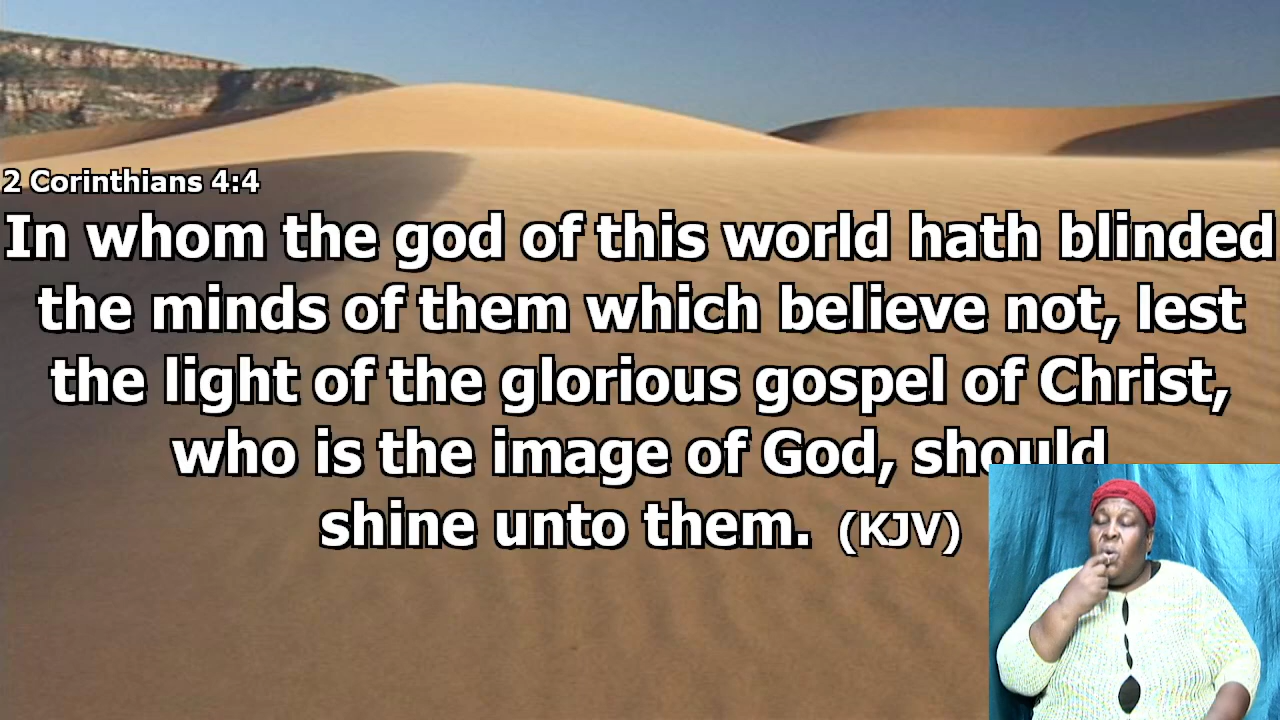 2 Corinthians 4:4
In whom the god of this world hath blinded
the minds of them which believe not, lest
the light of the glorious gospel of Christ,
who is the image of God, should
shine unto them. (KJV)